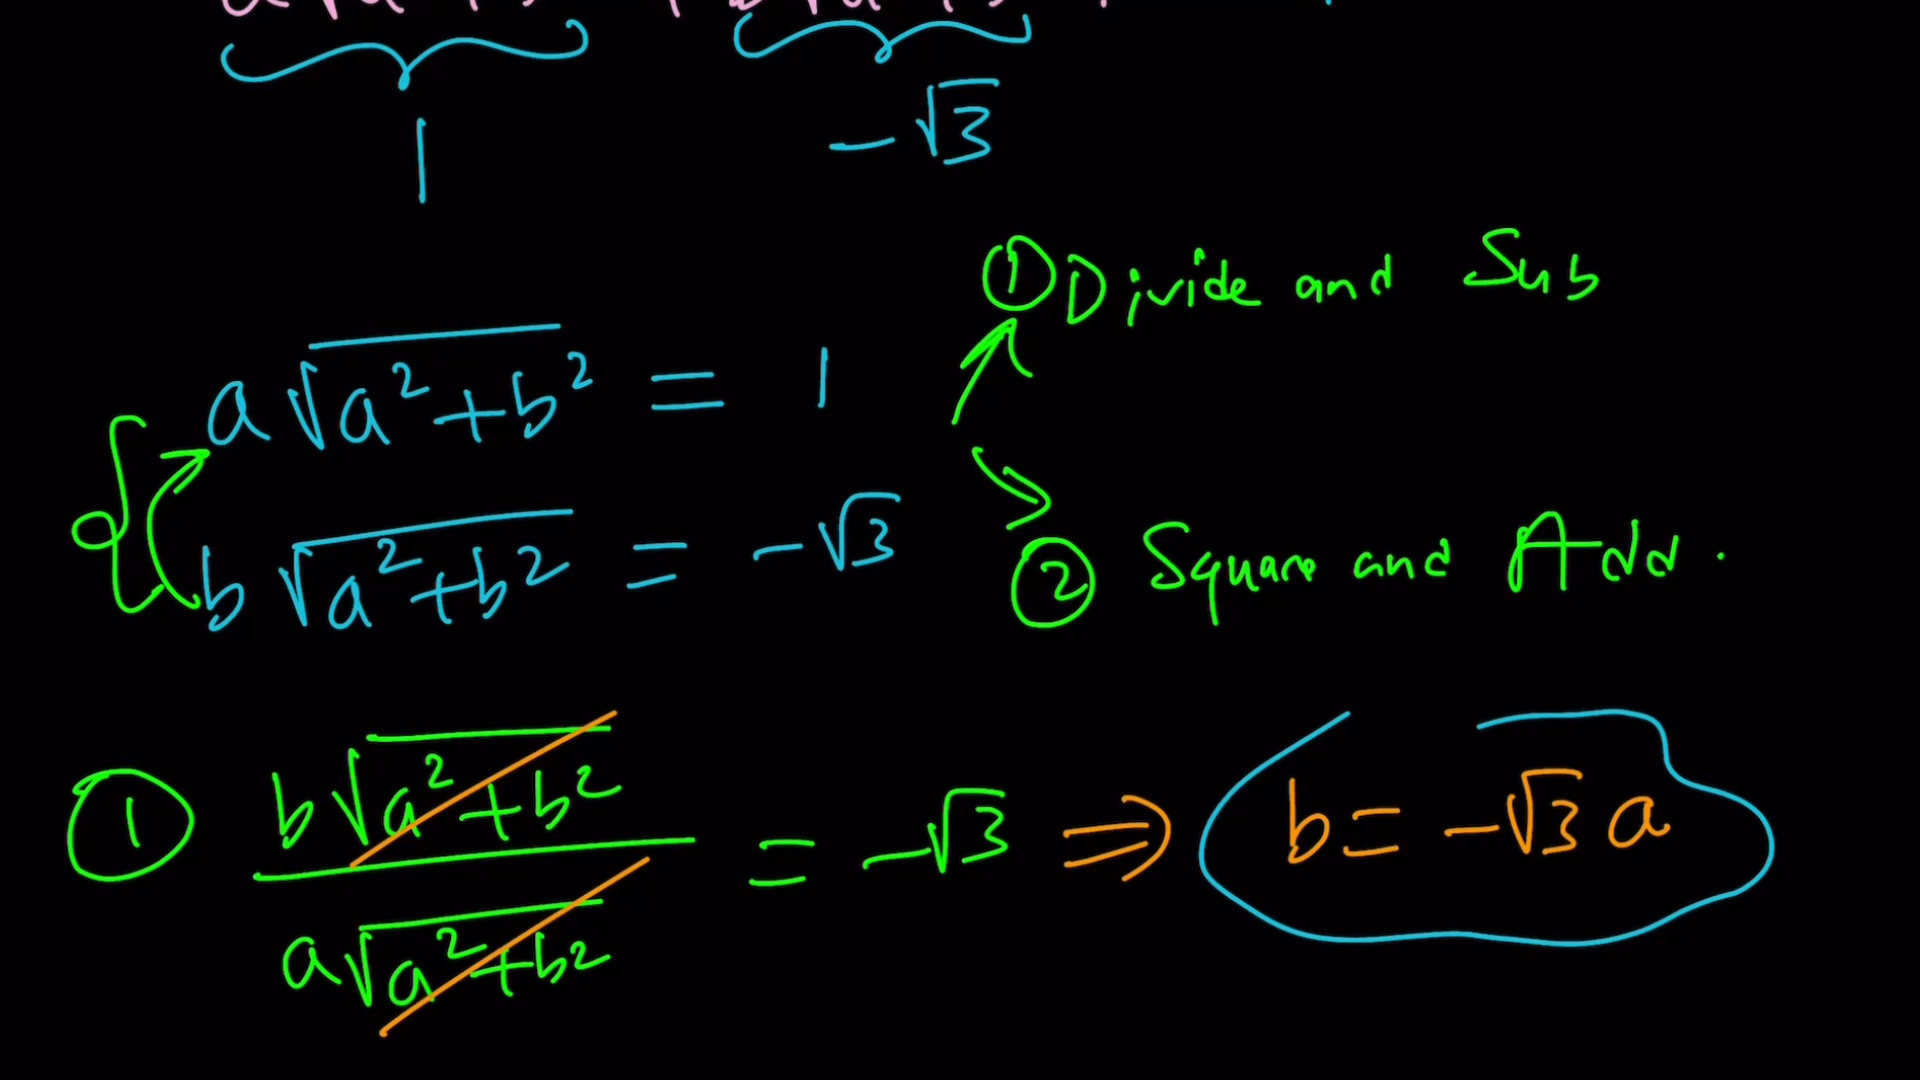 1 -√3
① Divide and Sub
a√(a²+b²) = 1
b√(a²+b²) = -√3
② Square and Add.
① b√(a²+b²) / a√(a²+b²) = -√3 ⇒ b = -√3 a